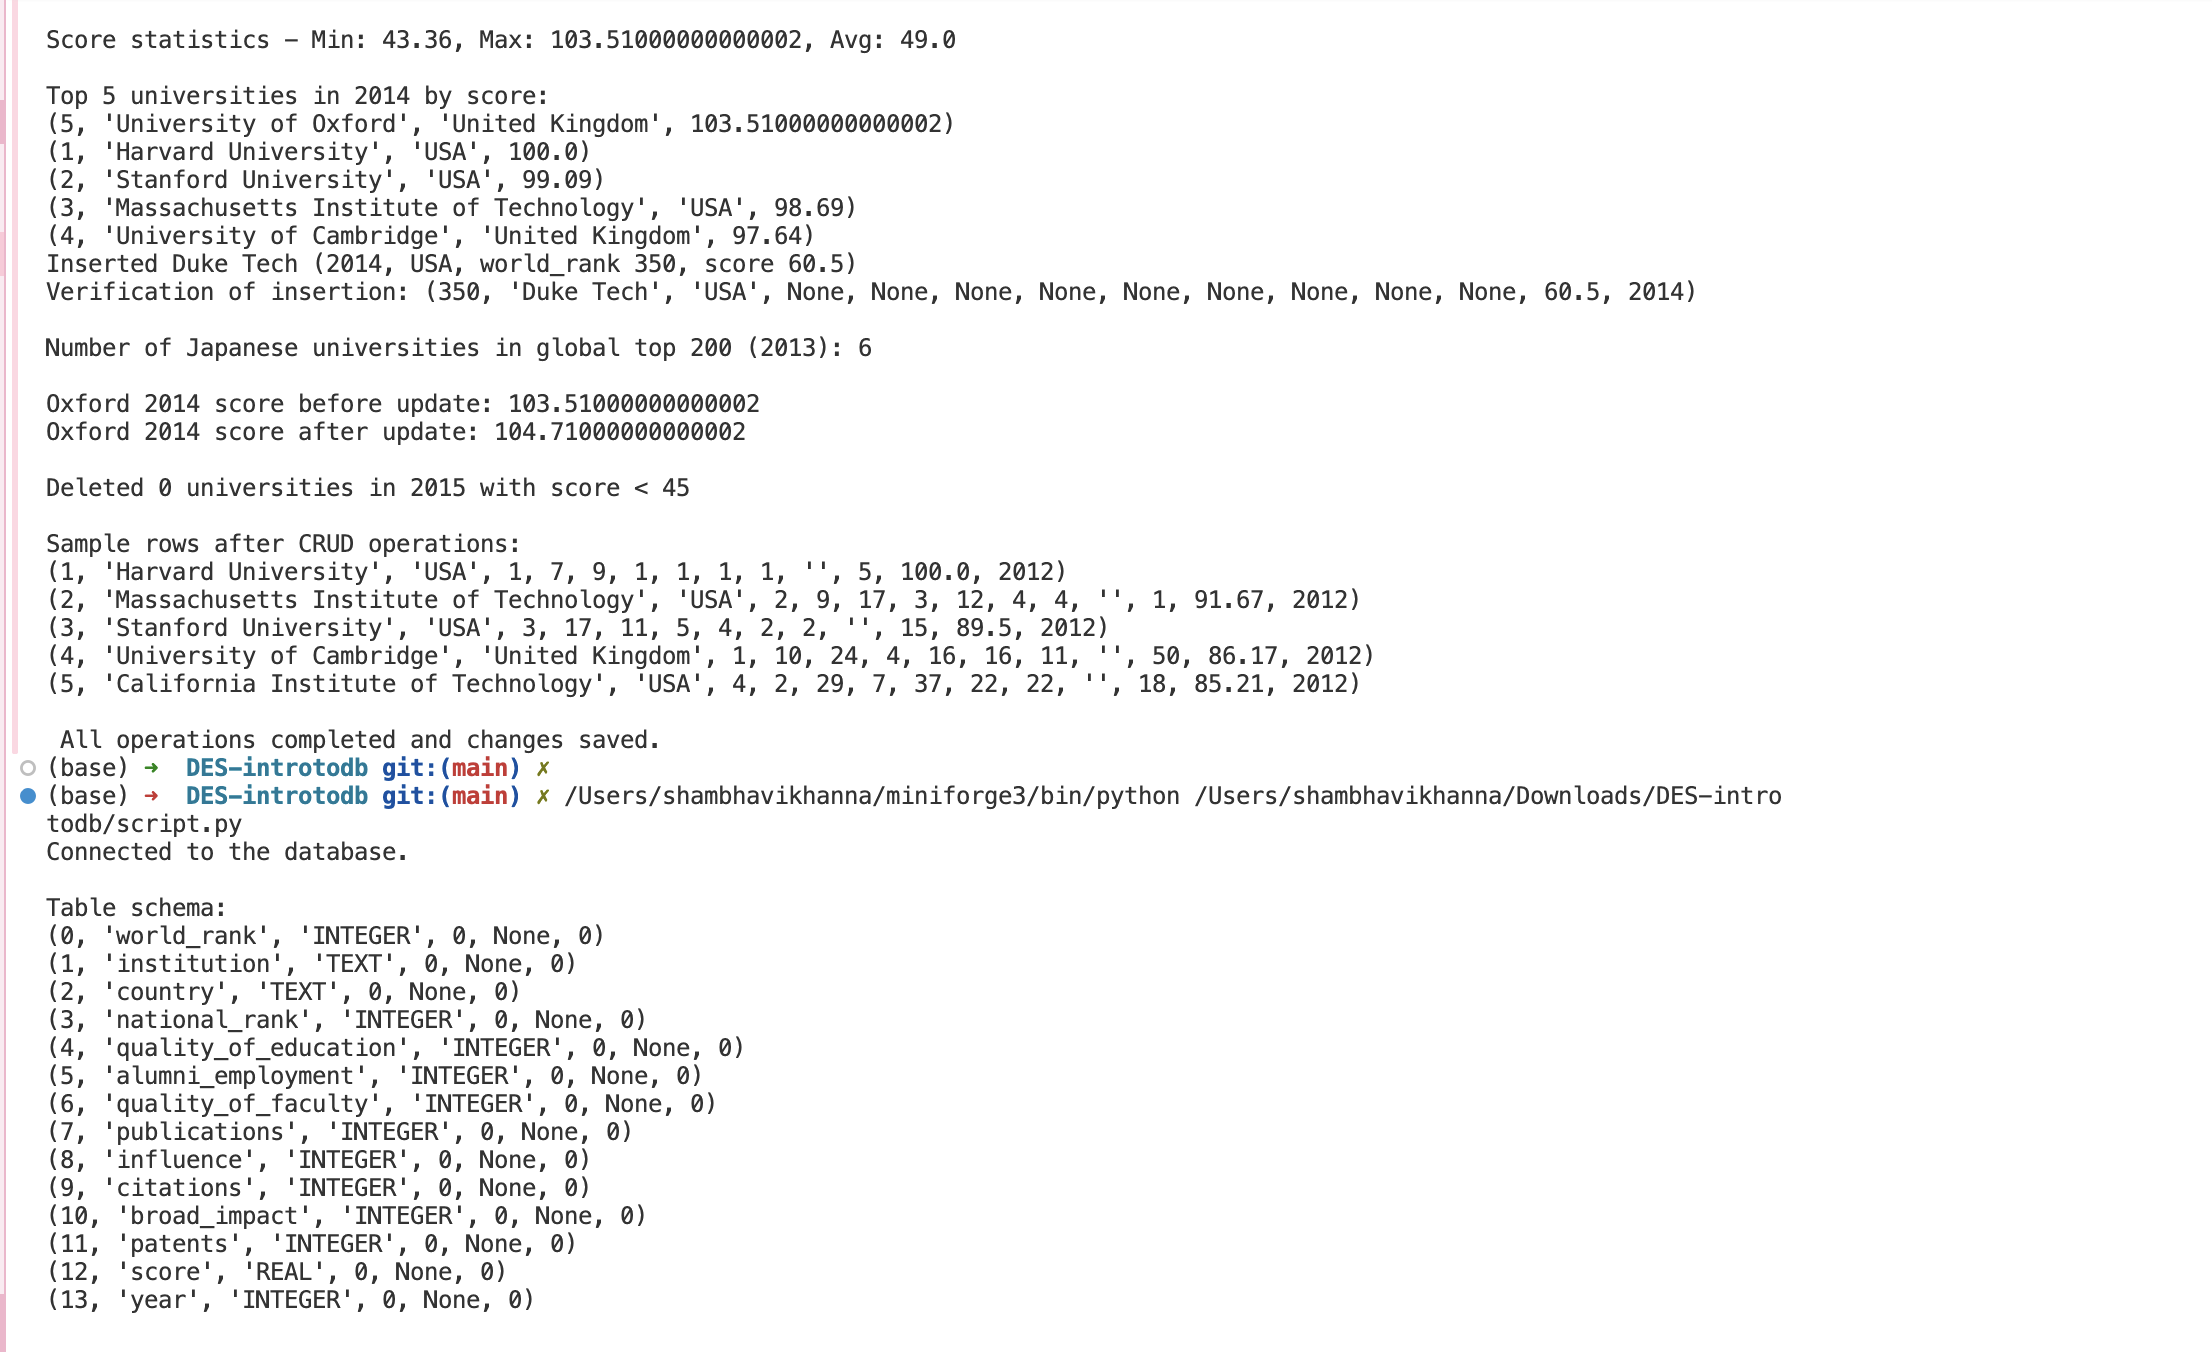 Score statistics – Min: 43.36, Max: 103.51000000000002, Avg: 49.0
Top 5 universities in 2014 by score:
(5, 'University of Oxford', 'United Kingdom', 103.51000000000002)
(1, 'Harvard University', 'USA', 100.0)
(2, 'Stanford University', 'USA', 99.09)
(3, 'Massachusetts Institute of Technology', 'USA', 98.69)
(4, 'University of Cambridge', 'United Kingdom', 97.64)
Inserted Duke Tech (2014, USA, world_rank 350, score 60.5)
Verification of insertion: (350, 'Duke Tech', 'USA', None, None, None, None, None, None, None, None, None, 60.5, 2014)
Number of Japanese universities in global top 200 (2013): 6
Oxford 2014 score before update: 103.51000000000002
Oxford 2014 score after update: 104.71000000000002
Deleted 0 universities in 2015 with score < 45
Sample rows after CRUD operations:
(1, 'Harvard University', 'USA', 1, 7, 9, 1, 1, 1, 1, '', 5, 100.0, 2012)
(2, 'Massachusetts Institute of Technology', 'USA', 2, 9, 17, 3, 12, 4, 4, '', 1, 91.67, 2012)
(3, 'Stanford University', 'USA', 3, 17, 11, 5, 4, 2, 2, '', 15, 89.5, 2012)
(4, 'University of Cambridge', 'United Kingdom', 1, 10, 24, 4, 16, 16, 11, '', 50, 86.17, 2012)
(5, 'California Institute of Technology', 'USA', 4, 2, 29, 7, 37, 22, 22, '', 18, 85.21, 2012)
All operations completed and changes saved.
(base) ➜ DES-introtodb git:(main) ✗
(base) ➜ DES-introtodb git:(main) ✗ /Users/shambhavikhanna/miniforge3/bin/python /Users/shambhavikhanna/Downloads/DES-intro
todb/script.py
Connected to the database.
Table schema:
(0, 'world_rank', 'INTEGER', 0, None, 0)
(1, 'institution', 'TEXT', 0, None, 0)
(2, 'country', 'TEXT', 0, None, 0)
(3, 'national_rank', 'INTEGER', 0, None, 0)
(4, 'quality_of_education', 'INTEGER', 0, None, 0)
(5, 'alumni_employment', 'INTEGER', 0, None, 0)
(6, 'quality_of_faculty', 'INTEGER', 0, None, 0)
(7, 'publications', 'INTEGER', 0, None, 0)
(8, 'influence', 'INTEGER', 0, None, 0)
(9, 'citations', 'INTEGER', 0, None, 0)
(10, 'broad_impact', 'INTEGER', 0, None, 0)
(11, 'patents', 'INTEGER', 0, None, 0)
(12, 'score', 'REAL', 0, None, 0)
(13, 'year', 'INTEGER', 0, None, 0)